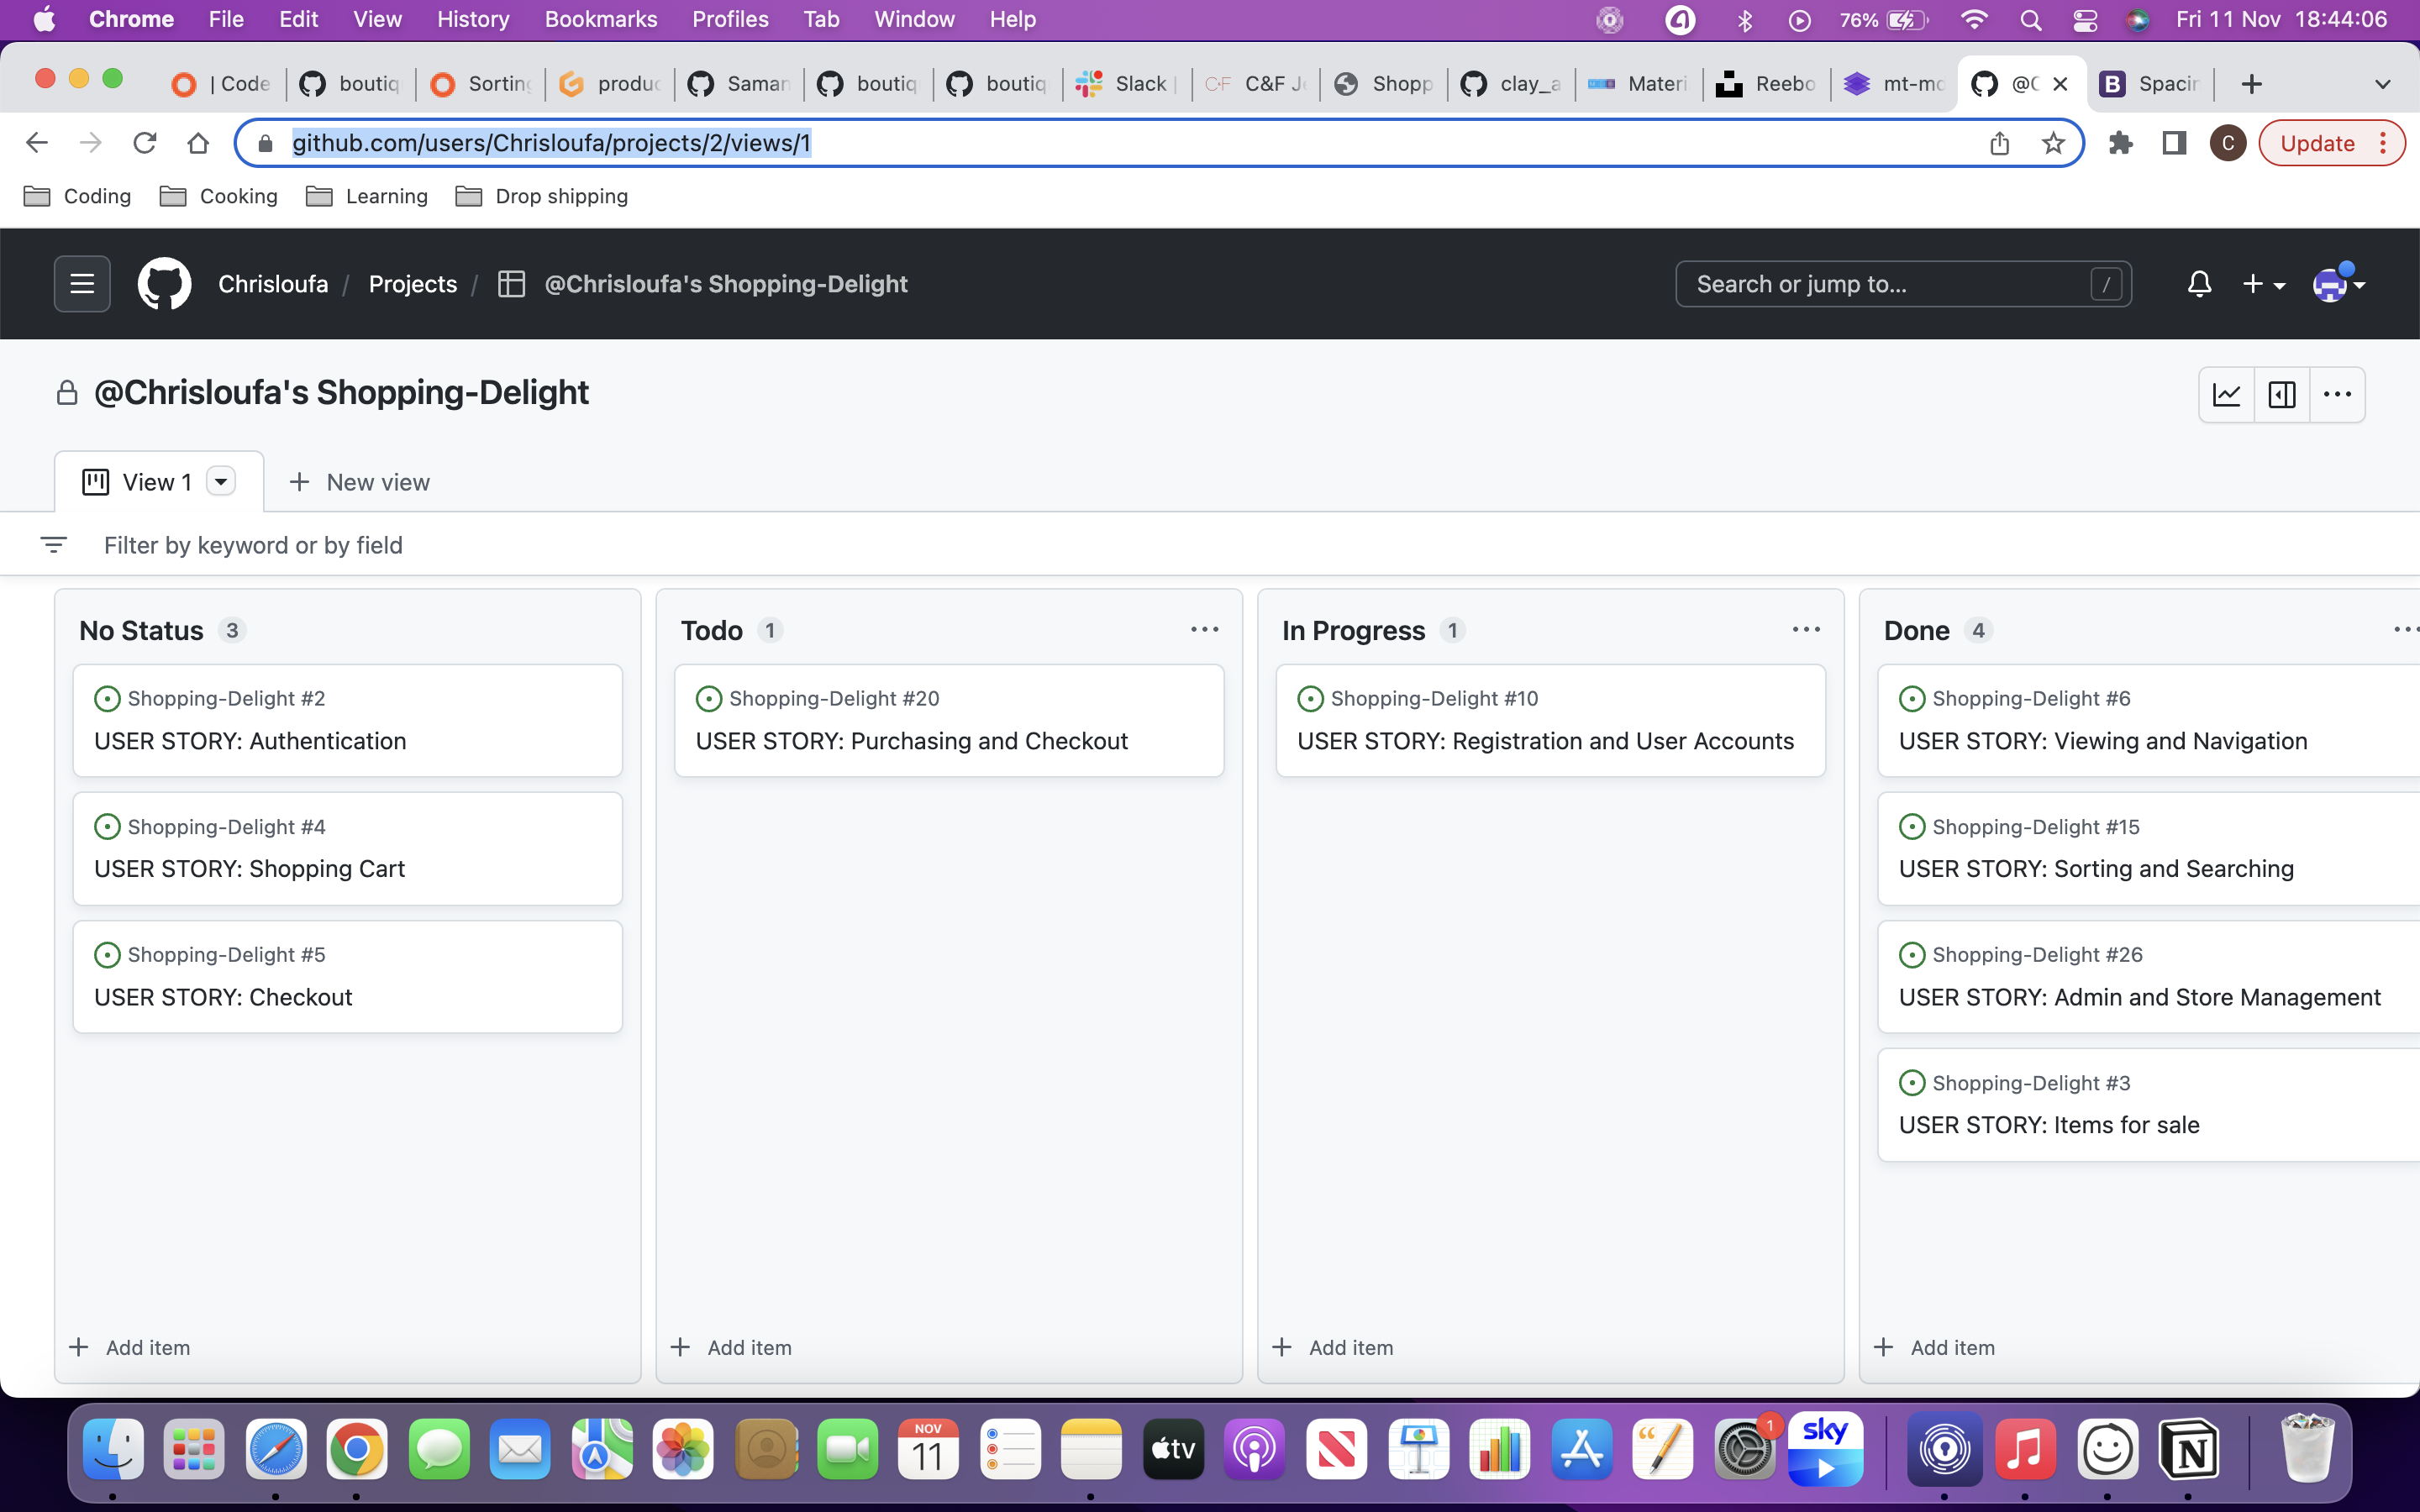 Chrome File Edit View History Bookmarks Profiles Tab Window Help 76% Fri 11 Nov 18:44:06
| Code boutiq Sorting produc Saman boutiq boutiq Slack C&F Je Shopp clay_a Materi Reebo mt-mo @C Spacin
github.com/users/Chrisloufa/projects/2/views/1 C Update
Coding Cooking Learning Drop shipping
Chrisloufa / Projects / @Chrisloufa's Shopping-Delight Search or jump to... /
@Chrisloufa's Shopping-Delight
View 1 New view
Filter by keyword or by field
No Status 3
Shopping-Delight #2
USER STORY: Authentication
Shopping-Delight #4
USER STORY: Shopping Cart
Shopping-Delight #5
USER STORY: Checkout
Add item
Todo 1
Shopping-Delight #20
USER STORY: Purchasing and Checkout
Add item
In Progress 1
Shopping-Delight #10
USER STORY: Registration and User Accounts
Add item
Done 4
Shopping-Delight #6
USER STORY: Viewing and Navigation
Shopping-Delight #15
USER STORY: Sorting and Searching
Shopping-Delight #26
USER STORY: Admin and Store Management
Shopping-Delight #3
USER STORY: Items for sale
Add item
NOV
11
tv
1
sky